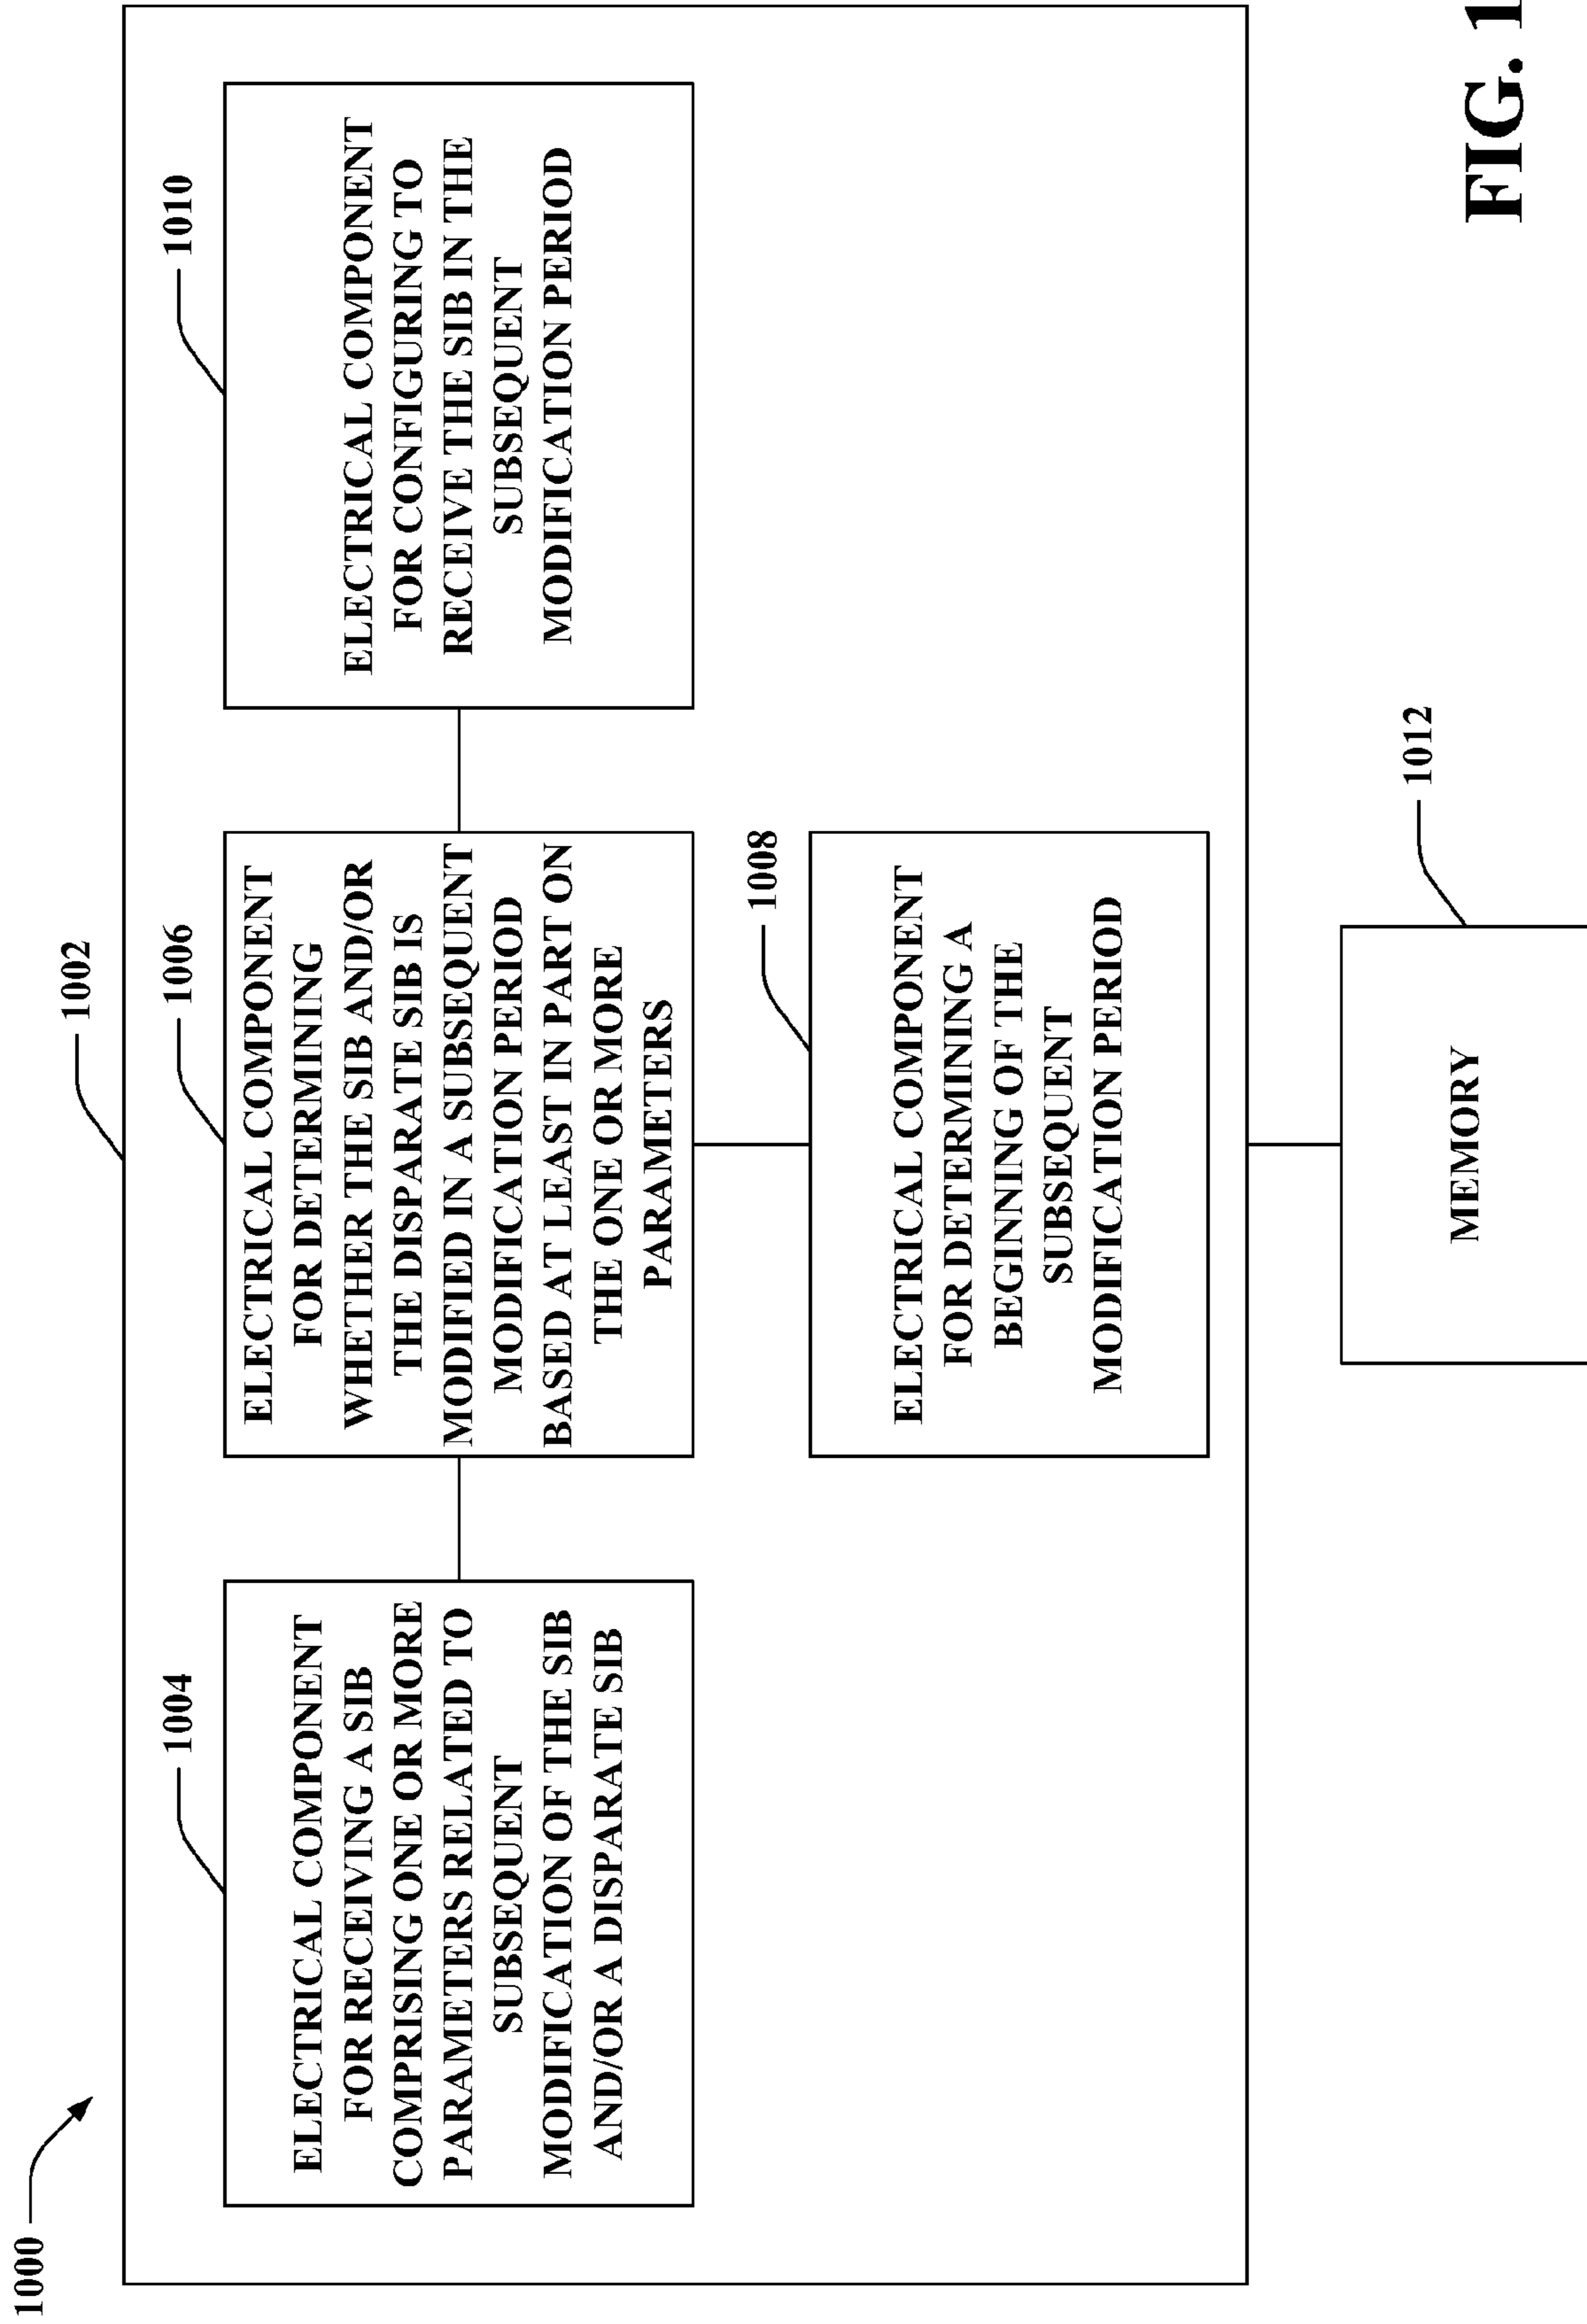 1000
1002
1004
ELECTRICAL COMPONENT
FOR RECEIVING A SIB
COMPRISING ONE OR MORE
PARAMETERS RELATED TO
SUBSEQUENT
MODIFICATION OF THE SIB
AND/OR A DISPARATE SIB
1006
ELECTRICAL COMPONENT
FOR DETERMINING
WHETHER THE SIB AND/OR
THE DISPARATE SIB IS
MODIFIED IN A SUBSEQUENT
MODIFICATION PERIOD
BASED AT LEAST IN PART ON
THE ONE OR MORE
PARAMETERS
1010
ELECTRICAL COMPONENT
FOR CONFIGURING TO
RECEIVE THE SIB IN THE
SUBSEQUENT
MODIFICATION PERIOD
1008
ELECTRICAL COMPONENT
FOR DETERMINING A
BEGINNING OF THE
SUBSEQUENT
MODIFICATION PERIOD
1012
MEMORY
FIG. 1